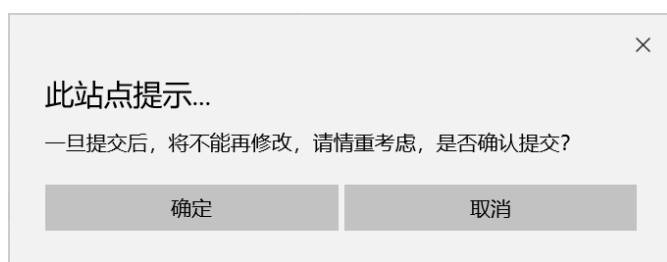 此站点提示...
一旦提交后，将不能再修改，请情重考虑，是否确认提交？
确定
取消